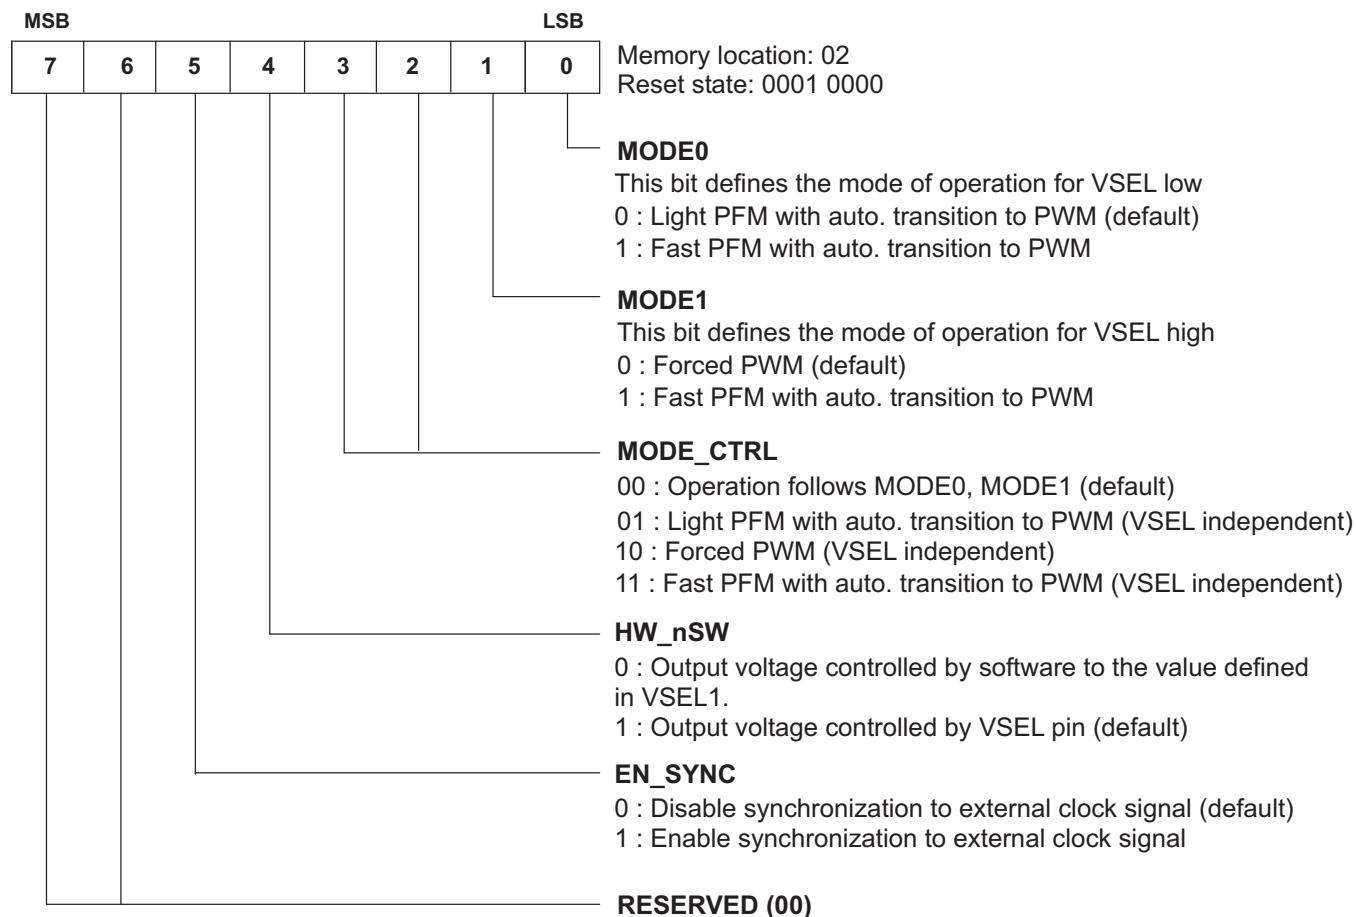 MSB LSB
7 6 5 4 3 2 1 0
Memory location: 02
Reset state: 0001 0000
MODE0
This bit defines the mode of operation for VSEL low
0 : Light PFM with auto. transition to PWM (default)
1 : Fast PFM with auto. transition to PWM
MODE1
This bit defines the mode of operation for VSEL high
0 : Forced PWM (default)
1 : Fast PFM with auto. transition to PWM
MODE_CTRL
00 : Operation follows MODE0, MODE1 (default)
01 : Light PFM with auto. transition to PWM (VSEL independent)
10 : Forced PWM (VSEL independent)
11 : Fast PFM with auto. transition to PWM (VSEL independent)
HW_nSW
0 : Output voltage controlled by software to the value defined
in VSEL1.
1 : Output voltage controlled by VSEL pin (default)
EN_SYNC
0 : Disable synchronization to external clock signal (default)
1 : Enable synchronization to external clock signal
RESERVED (00)